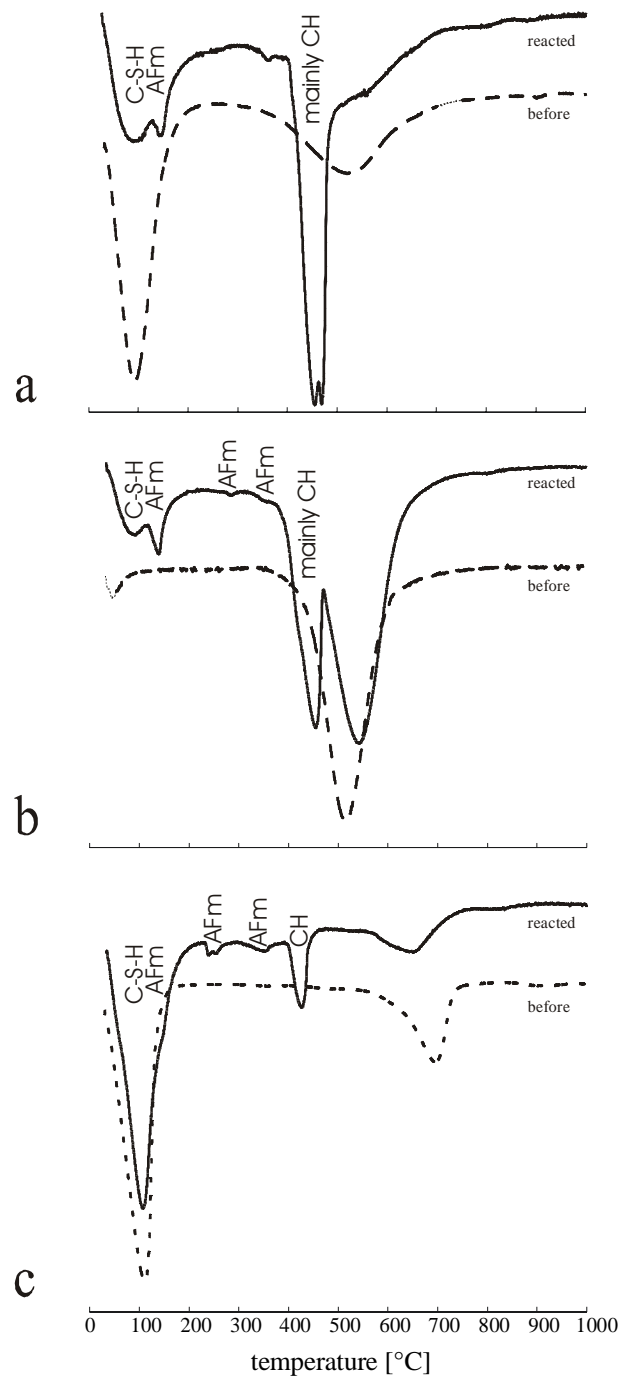 C-S-H
AFm
mainly CH
reacted
before
a
C-S-H
AFm
AFm
AFm
mainly CH
reacted
before
b
C-S-H
AFm
AFm
AFm
CH
reacted
before
c
0 100 200 300 400 500 600 700 800 900 1000
temperature [°C]